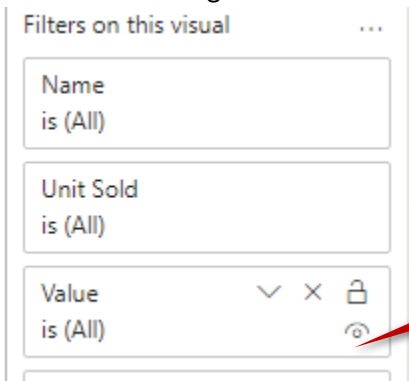 Filters on this visual ...
Name
is (All)
Unit Sold
is (All)
Value
is (All)